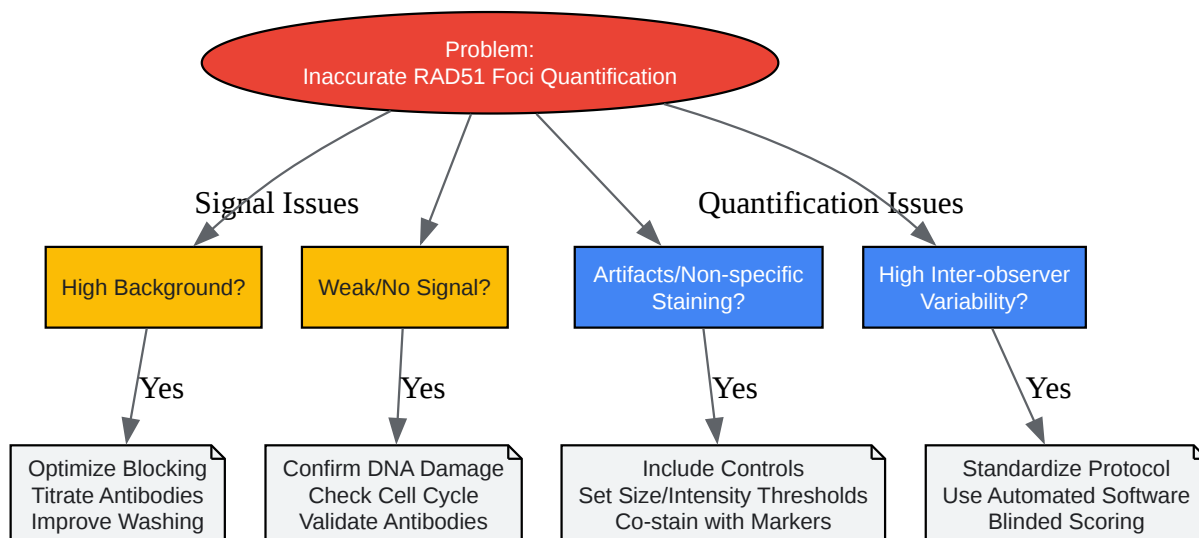 Problem:
Inaccurate RAD51 Foci Quantification
Signal Issues
Quantification Issues
High Background?
Weak/No Signal?
Artifacts/Non-specific
Staining?
High Inter-observer
Variability?
Yes
Yes
Yes
Yes
Optimize Blocking
Titrate Antibodies
Improve Washing
Confirm DNA Damage
Check Cell Cycle
Validate Antibodies
Include Controls
Set Size/Intensity Thresholds
Co-stain with Markers
Standardize Protocol
Use Automated Software
Blinded Scoring